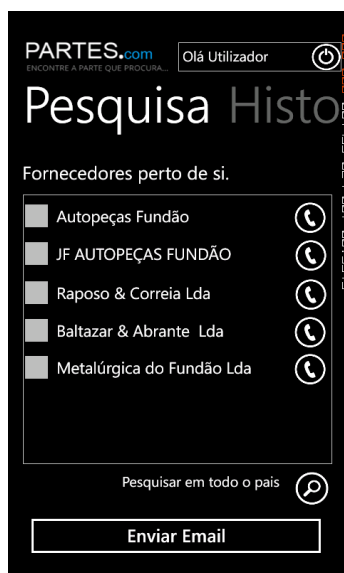 PARTES.com
ENCONTRE A PARTE QUE PROCURA...
Olá Utilizador
Pesquisa Histo
Fornecedores perto de si.
Autopeças Fundão
JF AUTOPEÇAS FUNDÃO
Raposo & Correia Lda
Baltazar & Abrante Lda
Metalúrgica do Fundão Lda
Pesquisar em todo o pais
Enviar Email